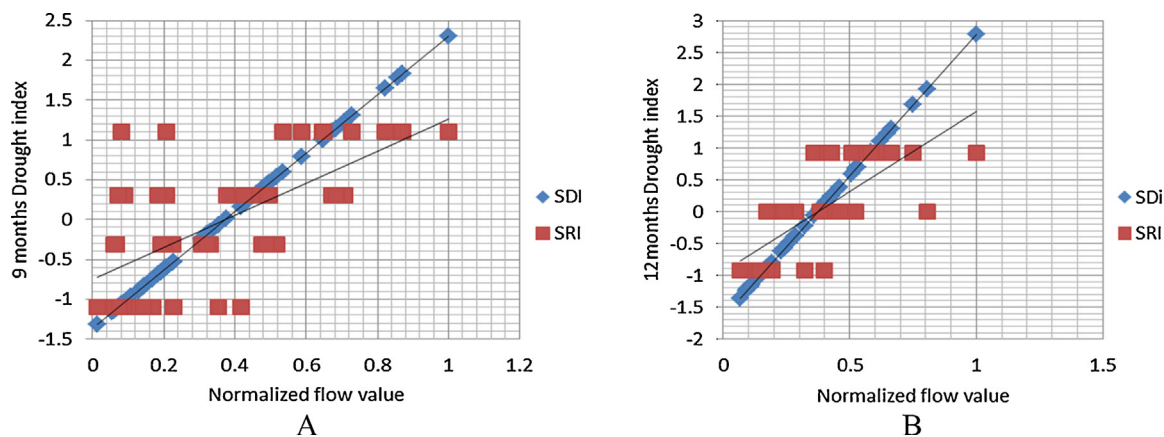 9 months Drought index
2.5
2
1.5
1
0.5
0
-0.5
-1
-1.5
0 0.2 0.4 0.6 0.8 1 1.2
Normalized flow value
SDI
SRI
A
12 months Drought index
3
2.5
2
1.5
1
0.5
0
-0.5
-1
-1.5
-2
0 0.5 1 1.5
Normalized flow value
SDi
SRI
B